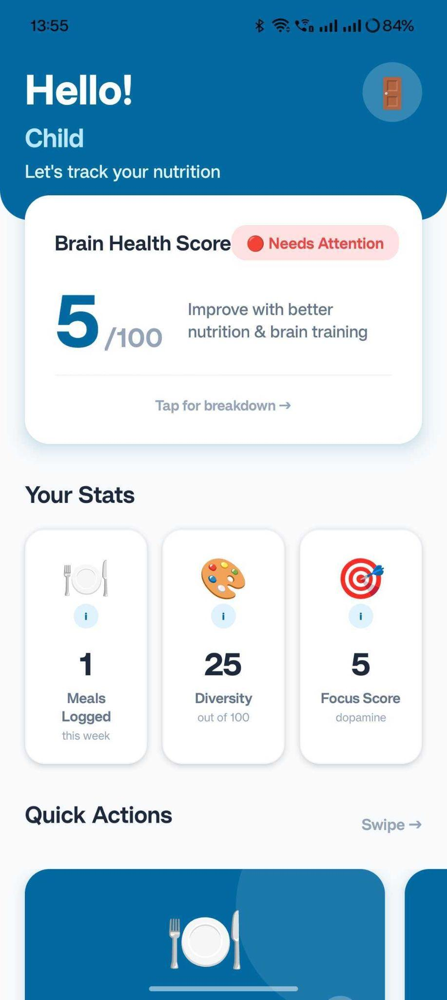 13:55
84%
Hello!
Child
Let's track your nutrition
Brain Health Score
Needs Attention
5/100
Improve with better
nutrition & brain training
Tap for breakdown →
Your Stats
i
i
i
1
25
5
Meals
Logged
this week
Diversity
out of 100
Focus Score
dopamine
Quick Actions
Swipe →